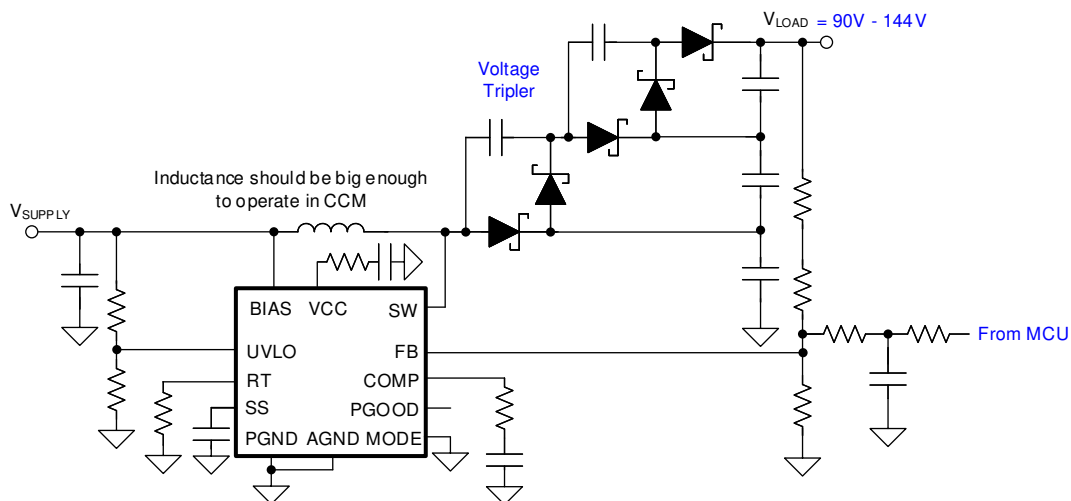 VLOAD = 90V - 144V
Voltage
Tripler
Inductance should be big enough
to operate in CCM
VSUPPLY
BIAS VCC SW
UVLO FB
RT COMP
SS PGOOD
PGND AGND MODE
From MCU